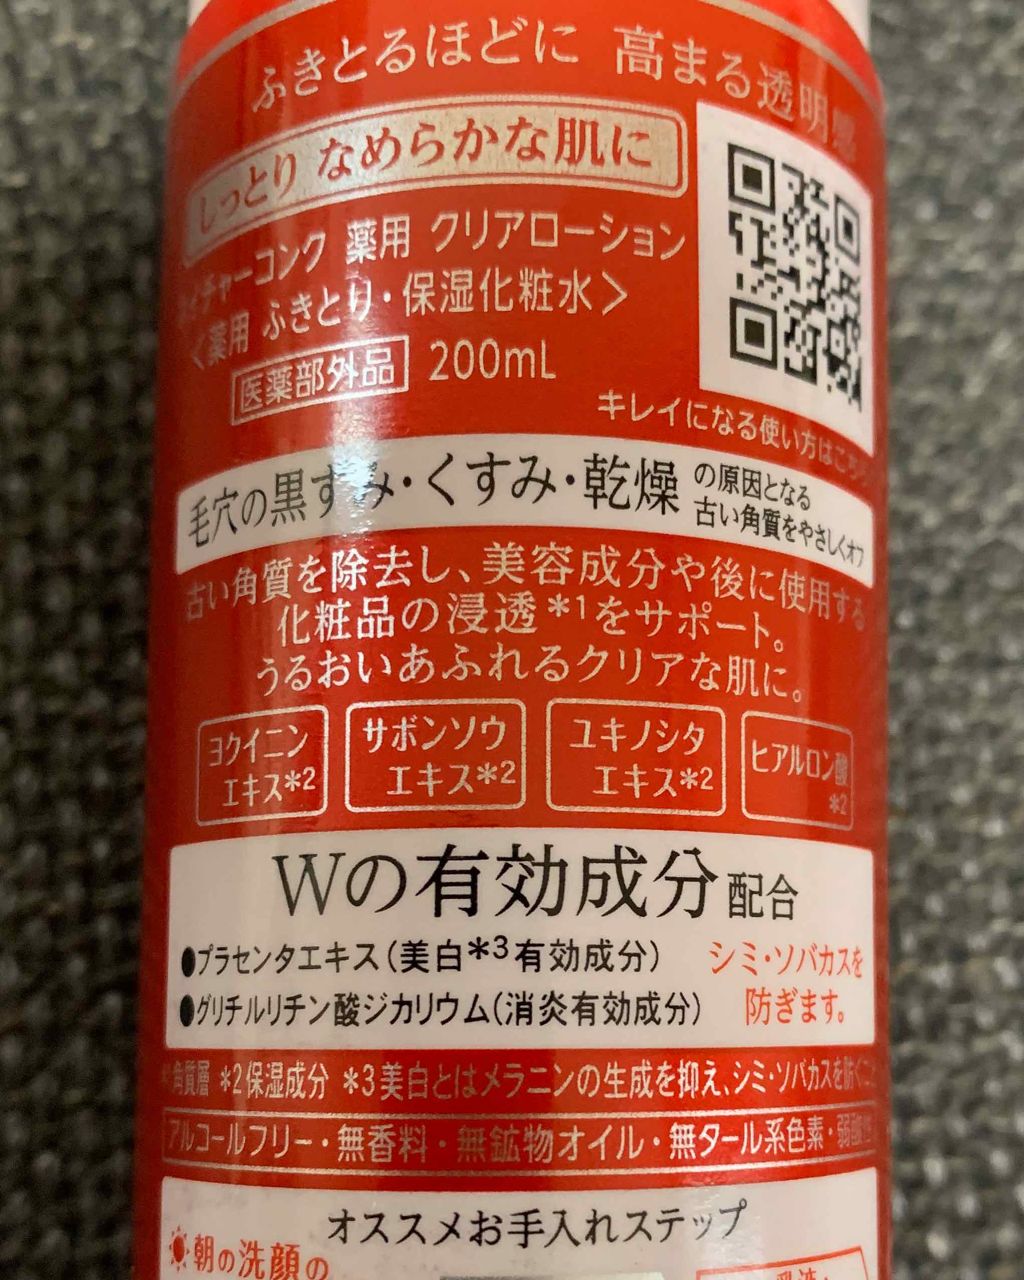 ふきとるほどに 高まる透明感
しっとり なめらかな肌に
ネイチャーコンク 薬用 クリアローション
<薬用 ふきとり・保湿化粧水>
医薬部外品 200mL
キレイになる使い方はこちら
毛穴の黒ずみ・くすみ・乾燥 の原因となる
古い角質をやさしくオフ
古い角質を除去し、美容成分や後に使用する
化粧品の浸透*1をサポート。
うるおいあふれるクリアな肌に。
ヨクイニン
エキス*2
サボンソウ
エキス*2
ユキノシタ
エキス*2
ヒアルロン酸
*2
Wの有効成分配合
●プラセンタエキス(美白*3有効成分)
●グリチルリチン酸ジカリウム(消炎有効成分)
シミ・ソバカスを
防ぎます。
角質層 *2保湿成分 *3美白とはメラニンの生成を抑え、シミ・ソバカスを防ぐこと
アルコールフリー・無香料・無鉱物オイル・無タール系色素・弱酸性
オススメお手入れステップ
朝の洗顔の